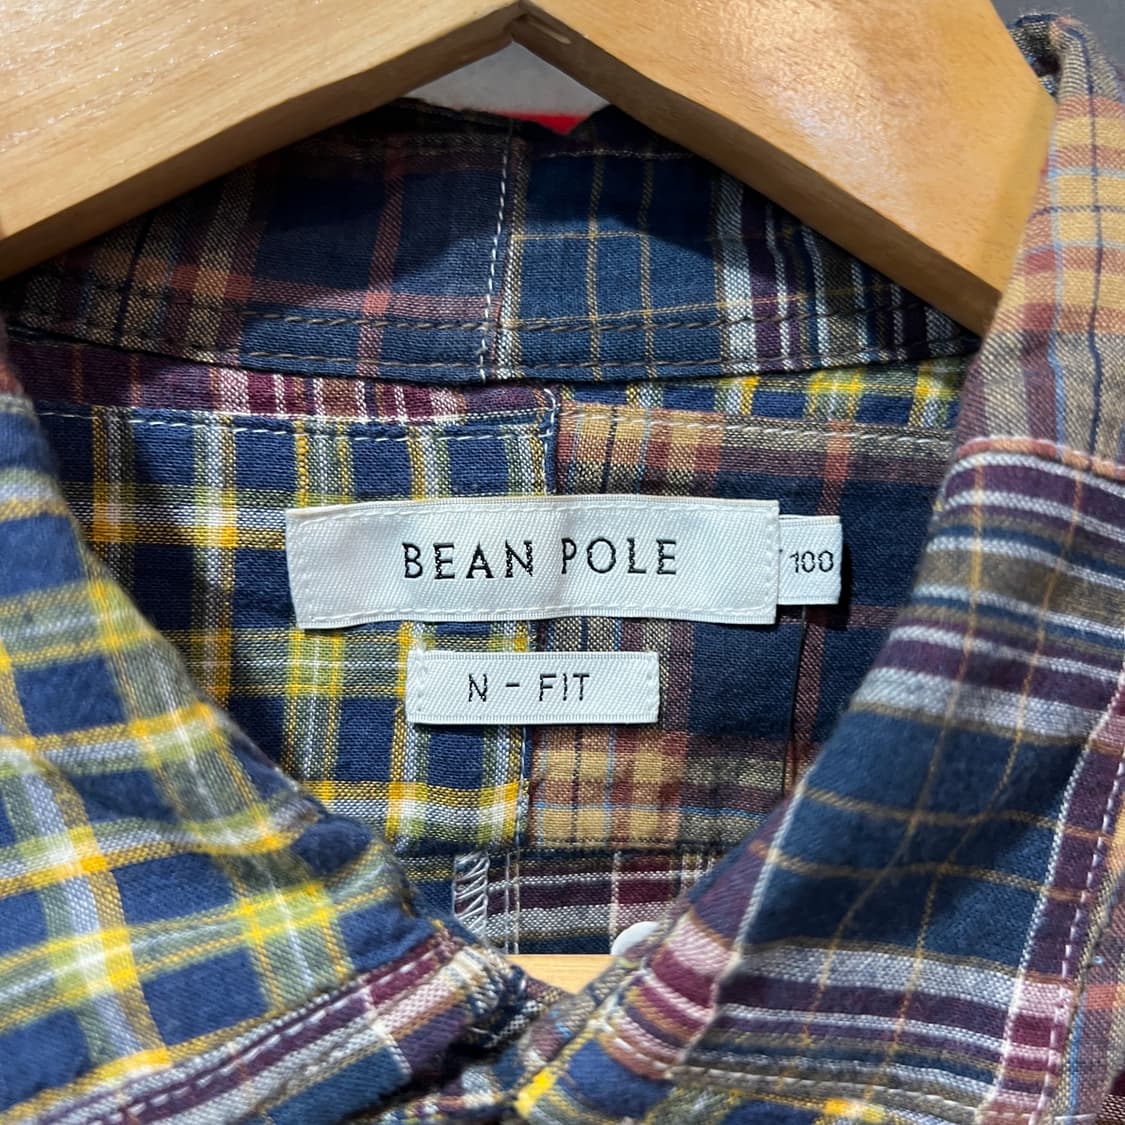 BEAN POLE
100
N - FIT